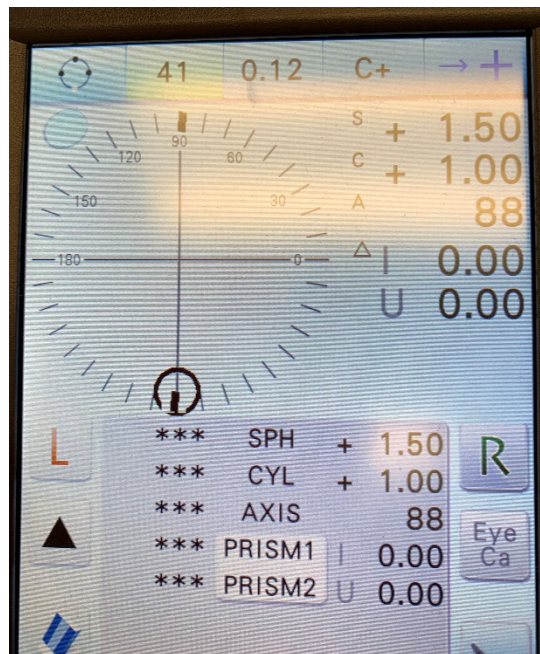 41 0.12 C+ → +
S + 1.50
C + 1.00
A 88
△ I 0.00
U 0.00
90
120 60
150 30
180 0
L *** SPH + 1.50 R
*** CYL + 1.00
*** AXIS 88
*** PRISM1 I 0.00
*** PRISM2 U 0.00
Eye
Ca